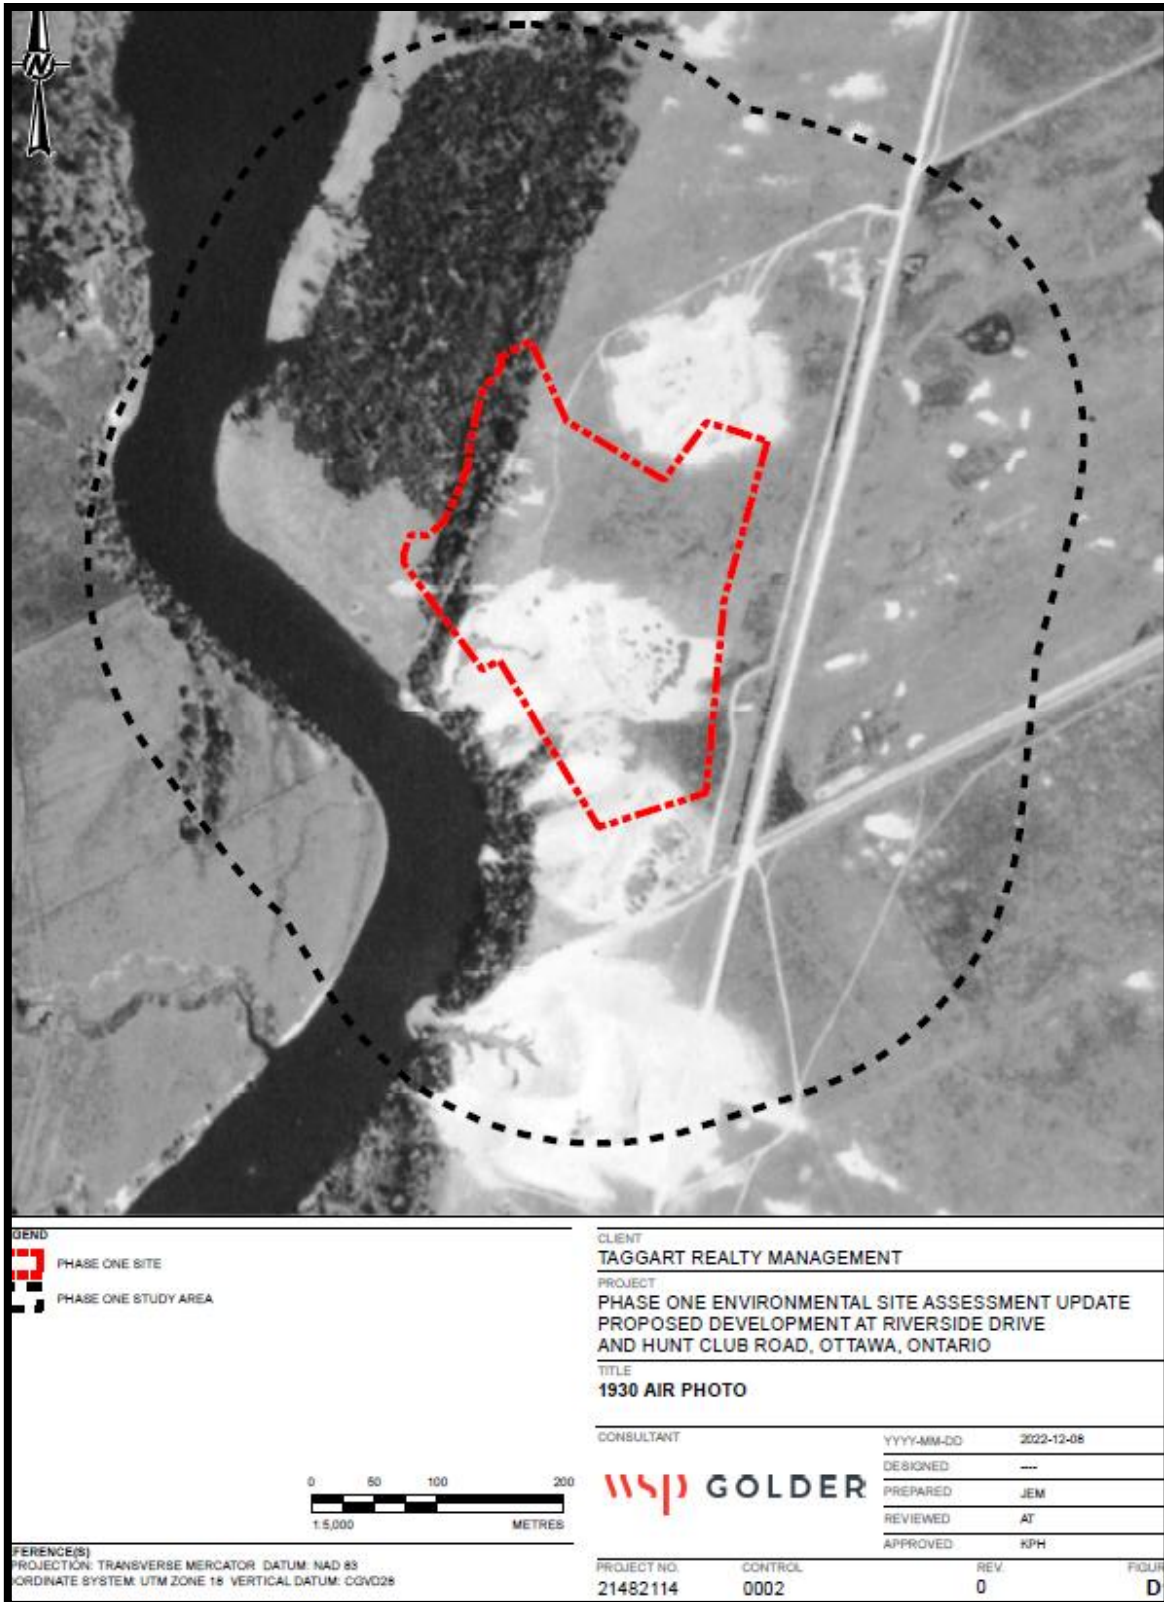 N
GEND
PHASE ONE SITE
PHASE ONE STUDY AREA
0 50 100 200
1:5,000 METRES
FERENCE(S)
PROJECTION: TRANSVERSE MERCATOR DATUM: NAD 83
ORDINATE SYSTEM: UTM ZONE 18 VERTICAL DATUM: CGVD28
CLIENT
TAGGART REALTY MANAGEMENT
PROJECT
PHASE ONE ENVIRONMENTAL SITE ASSESSMENT UPDATE
PROPOSED DEVELOPMENT AT RIVERSIDE DRIVE
AND HUNT CLUB ROAD, OTTAWA, ONTARIO
TITLE
1930 AIR PHOTO
CONSULTANT
wsp GOLDER
YYYY-MM-DD 2022-12-08
DESIGNED ----
PREPARED JEM
REVIEWED AT
APPROVED KPH
PROJECT NO. CONTROL REV. FIGUR
21482114 0002 0 D